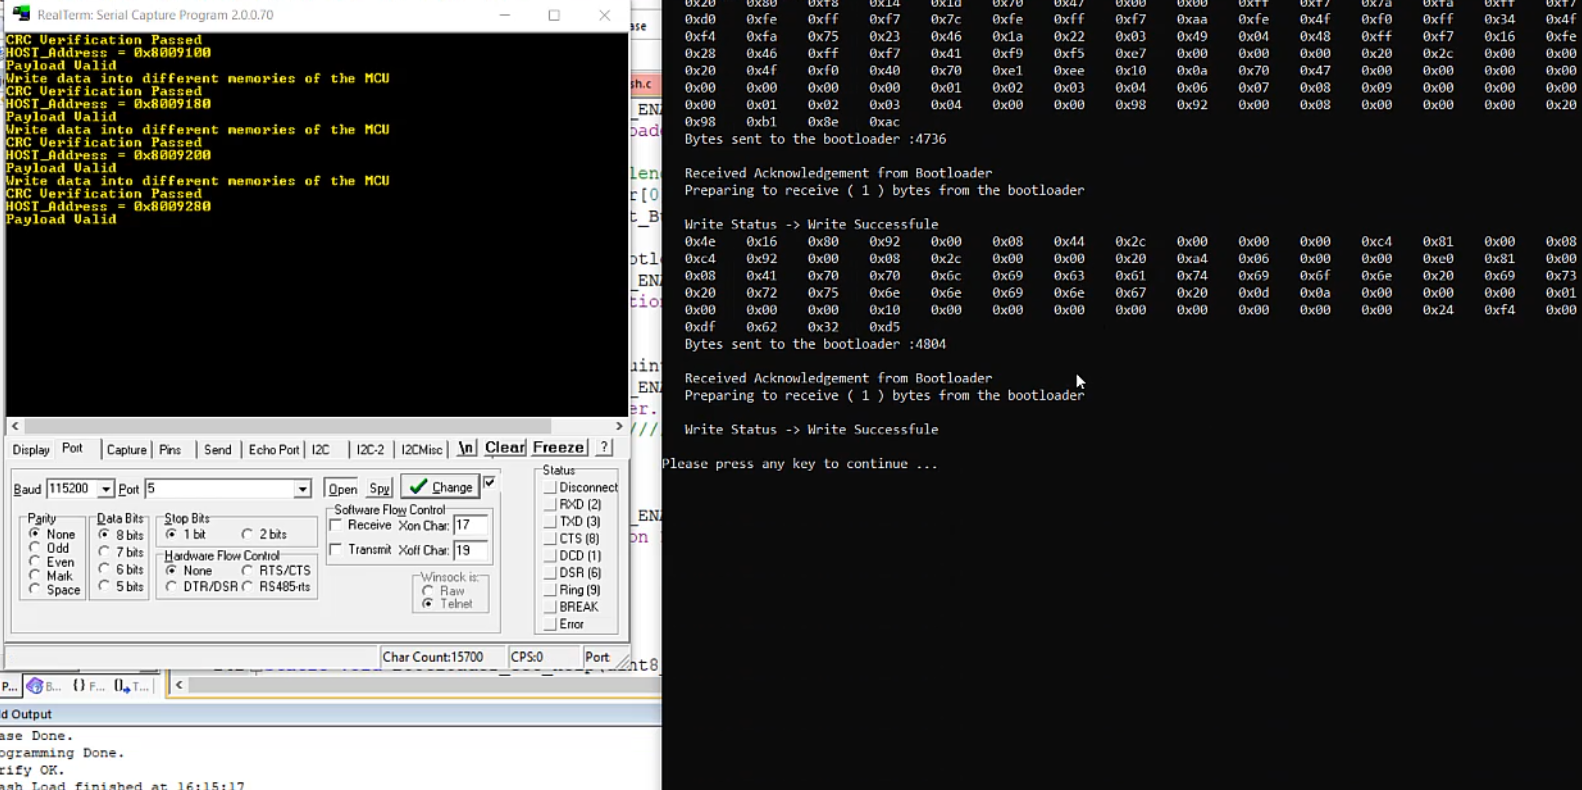 RealTerm: Serial Capture Program 2.0.0.70
CRC Verification Passed
HOST_Address = 0x8009100
Payload Valid
Write data into different memories of the MCU
CRC Verification Passed
HOST_Address = 0x8009180
Payload Valid
Write data into different memories of the MCU
CRC Verification Passed
HOST_Address = 0x8009200
Payload Valid
Write data into different memories of the MCU
CRC Verification Passed
HOST_Address = 0x8009280
Payload Valid
Display Port Capture Pins Send Echo Port I2C I2C-2 I2CMisc \n Clear Freeze ?
Baud 115200 Port 5 Open Spy Change
Parity
None
Odd
Even
Mark
Space
Data Bits
8 bits
7 bits
6 bits
5 bits
Stop Bits
1 bit 2 bits
Hardware Flow Control
None RTS/CTS
DTR/DSR RS485-rts
Software Flow Control
Receive Xon Char: 17
Transmit Xoff Char: 19
Winsock is:
Raw
Telnet
Status
Disconnect
RXD (2)
TXD (3)
CTS (8)
DCD (1)
DSR (6)
Ring (9)
BREAK
Error
Char Count:15700 CPS:0 Port
P... B... {} F... T...
d Output
ase Done.
ogramming Done.
rify OK.
ash Load finished at 16:15:17
ase
sh.c
0x20 0x80 0xf8 0x14 0x1d 0x70 0x47 0x00 0x00 0xff 0xf7 0x7a 0xfa 0xff 0xf7
0xd0 0xfe 0xff 0xf7 0x7c 0xfe 0xff 0xf7 0xaa 0xfe 0x4f 0xf0 0xff 0x34 0x4f
0xf4 0xfa 0x75 0x23 0x46 0x1a 0x22 0x03 0x49 0x04 0x48 0xff 0xf7 0x16 0xfe
0x28 0x46 0xff 0xf7 0x41 0xf9 0xf5 0xe7 0x00 0x00 0x00 0x20 0x2c 0x00 0x00
0x20 0x4f 0xf0 0x40 0x70 0xe1 0xee 0x10 0x0a 0x70 0x47 0x00 0x00 0x00 0x00
0x00 0x00 0x00 0x00 0x01 0x02 0x03 0x04 0x06 0x07 0x08 0x09 0x00 0x00 0x00
0x00 0x01 0x02 0x03 0x04 0x00 0x00 0x98 0x92 0x00 0x08 0x00 0x00 0x00 0x20
0x98 0xb1 0x8e 0xac
Bytes sent to the bootloader :4736
Received Acknowledgement from Bootloader
Preparing to receive ( 1 ) bytes from the bootloader
Write Status -> Write Successfule
0x4e 0x16 0x80 0x92 0x00 0x08 0x44 0x2c 0x00 0x00 0x00 0xc4 0x81 0x00 0x08
0xc4 0x92 0x00 0x08 0x2c 0x00 0x00 0x20 0xa4 0x06 0x00 0x00 0xe0 0x81 0x00
0x08 0x41 0x70 0x70 0x6c 0x69 0x63 0x61 0x74 0x69 0x6f 0x6e 0x20 0x69 0x73
0x20 0x72 0x75 0x6e 0x6e 0x69 0x6e 0x67 0x20 0x0d 0x0a 0x00 0x00 0x00 0x01
0x00 0x00 0x00 0x10 0x00 0x00 0x00 0x00 0x00 0x00 0x00 0x00 0x24 0xf4 0x00
0xdf 0x62 0x32 0xd5
Bytes sent to the bootloader :4804
Received Acknowledgement from Bootloader
Preparing to receive ( 1 ) bytes from the bootloader
Write Status -> Write Successfule
Please press any key to continue ...